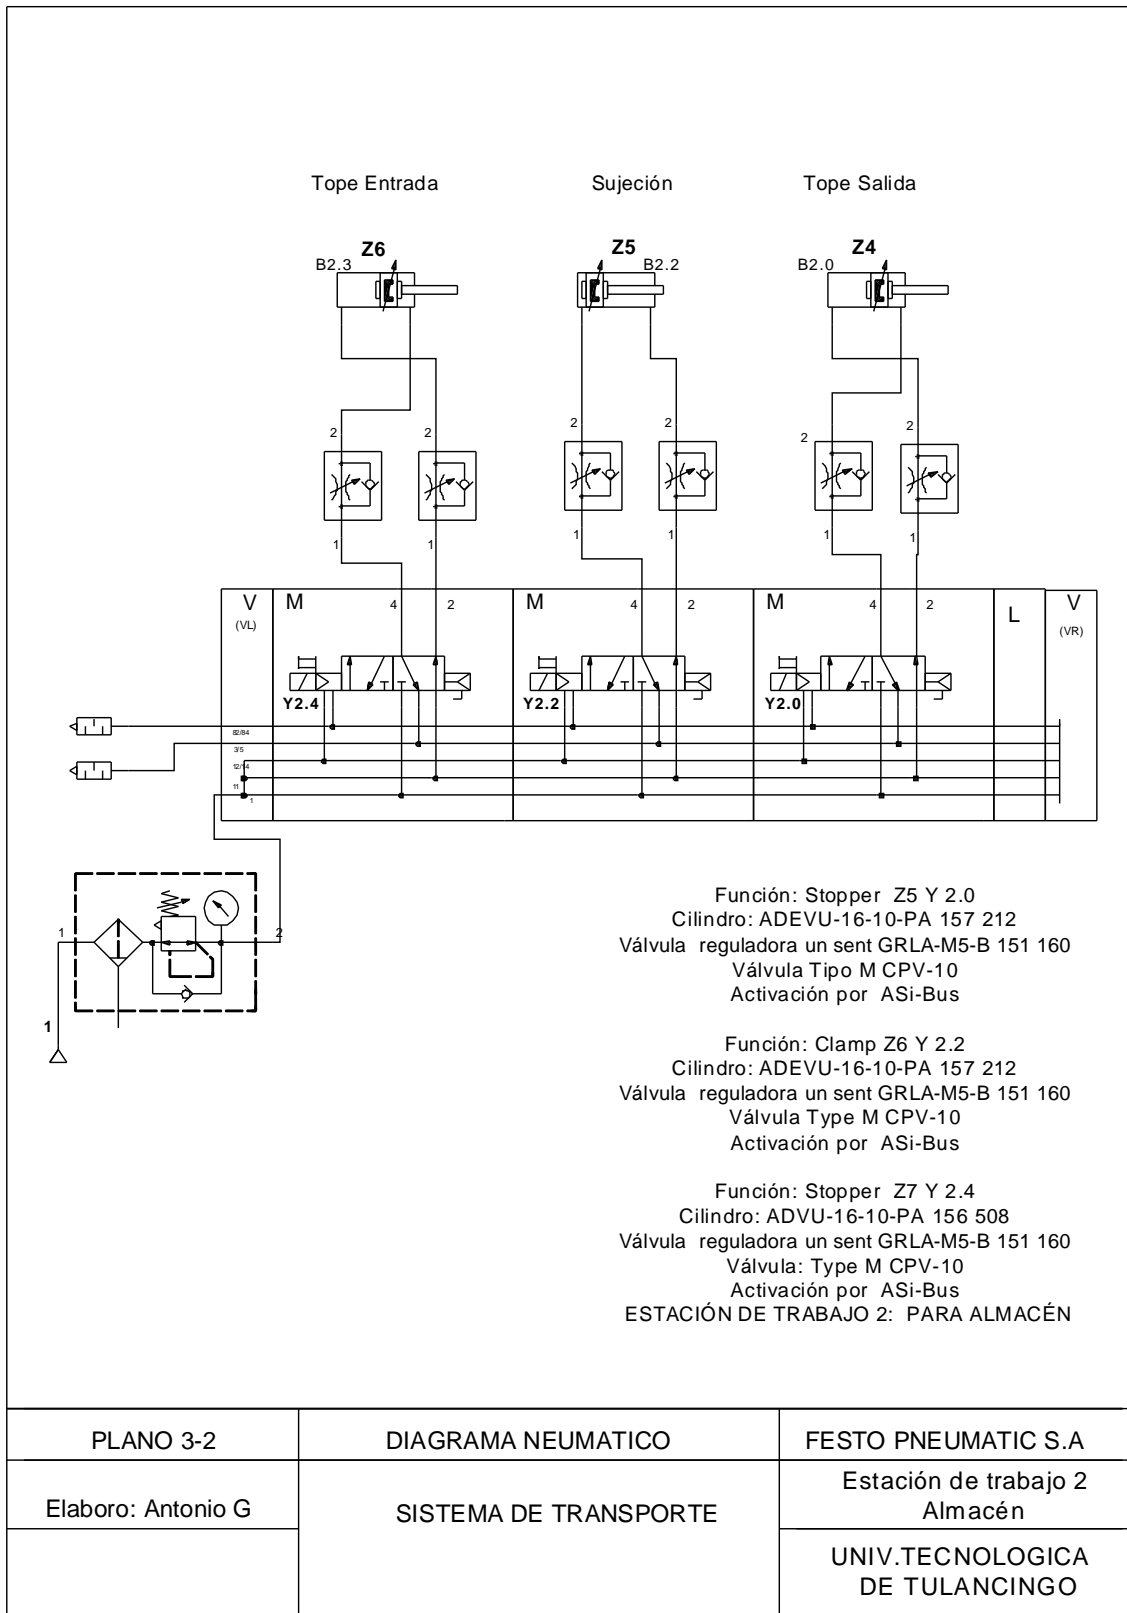 Tope Entrada Sujeción Tope Salida
Z6 Z5 Z4
B2.3 B2.2 B2.0
2 2 2 2 2 2
1 1 1 1 1 1
V M 4 2 M 4 2 M 4 2 L V
(VL) (VR)
Y2.4 Y2.2 Y2.0
82/84
3/5
12/14
11
1
1 2
1
Función: Stopper Z5 Y 2.0
Cilindro: ADEVU-16-10-PA 157 212
Válvula reguladora un sent GRLA-M5-B 151 160
Válvula Tipo M CPV-10
Activación por ASi-Bus
Función: Clamp Z6 Y 2.2
Cilindro: ADEVU-16-10-PA 157 212
Válvula reguladora un sent GRLA-M5-B 151 160
Válvula Type M CPV-10
Activación por ASi-Bus
Función: Stopper Z7 Y 2.4
Cilindro: ADVU-16-10-PA 156 508
Válvula reguladora un sent GRLA-M5-B 151 160
Válvula: Type M CPV-10
Activación por ASi-Bus
ESTACIÓN DE TRABAJO 2: PARA ALMACÉN
PLANO 3-2 DIAGRAMA NEUMATICO FESTO PNEUMATIC S.A
Elaboro: Antonio G SISTEMA DE TRANSPORTE Estación de trabajo 2
Almacén
UNIV.TECNOLOGICA
DE TULANCINGO